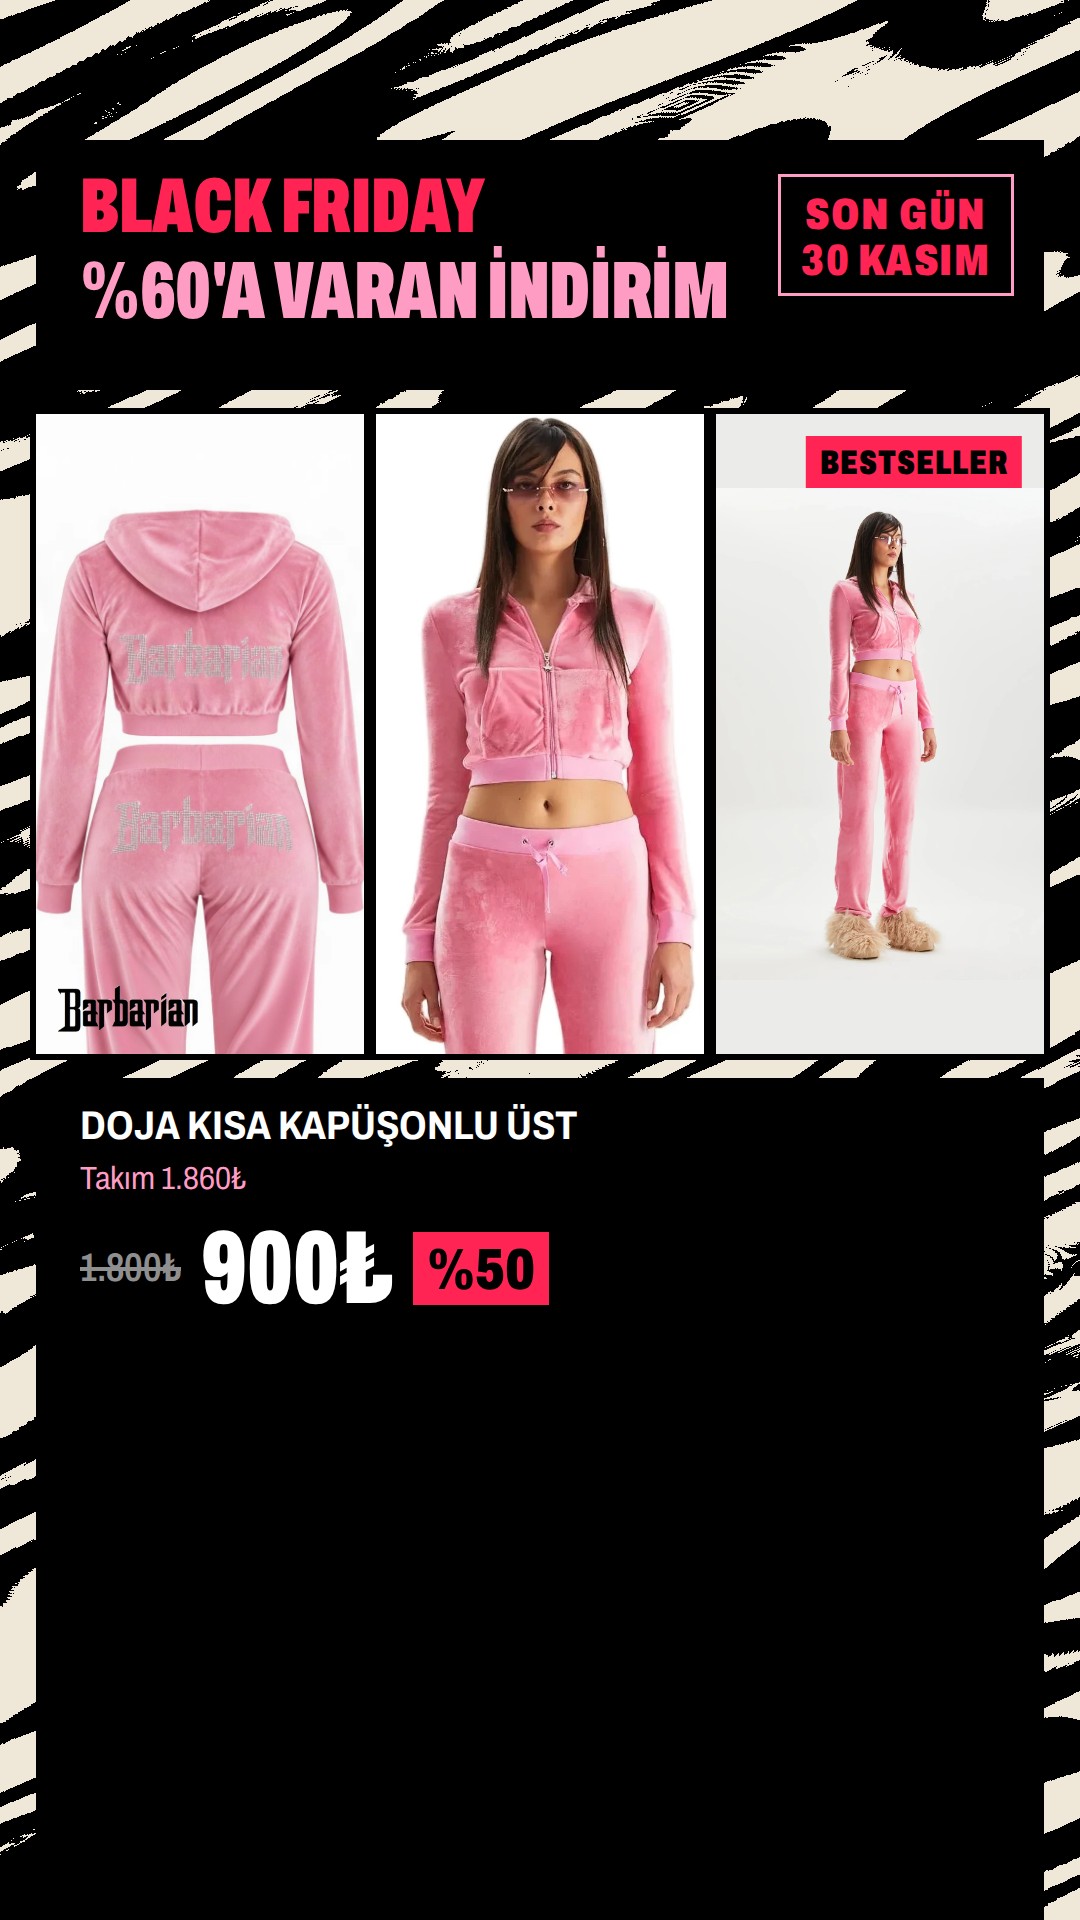 BLACK FRIDAY
%60'A VARAN İNDİRİM
SON GÜN
30 KASIM
BESTSELLER
Barbarian
Barbarian
Barbarian
DOJA KISA KAPÜŞONLU ÜST
Takım 1.860₺
1.800₺ 900₺ %50